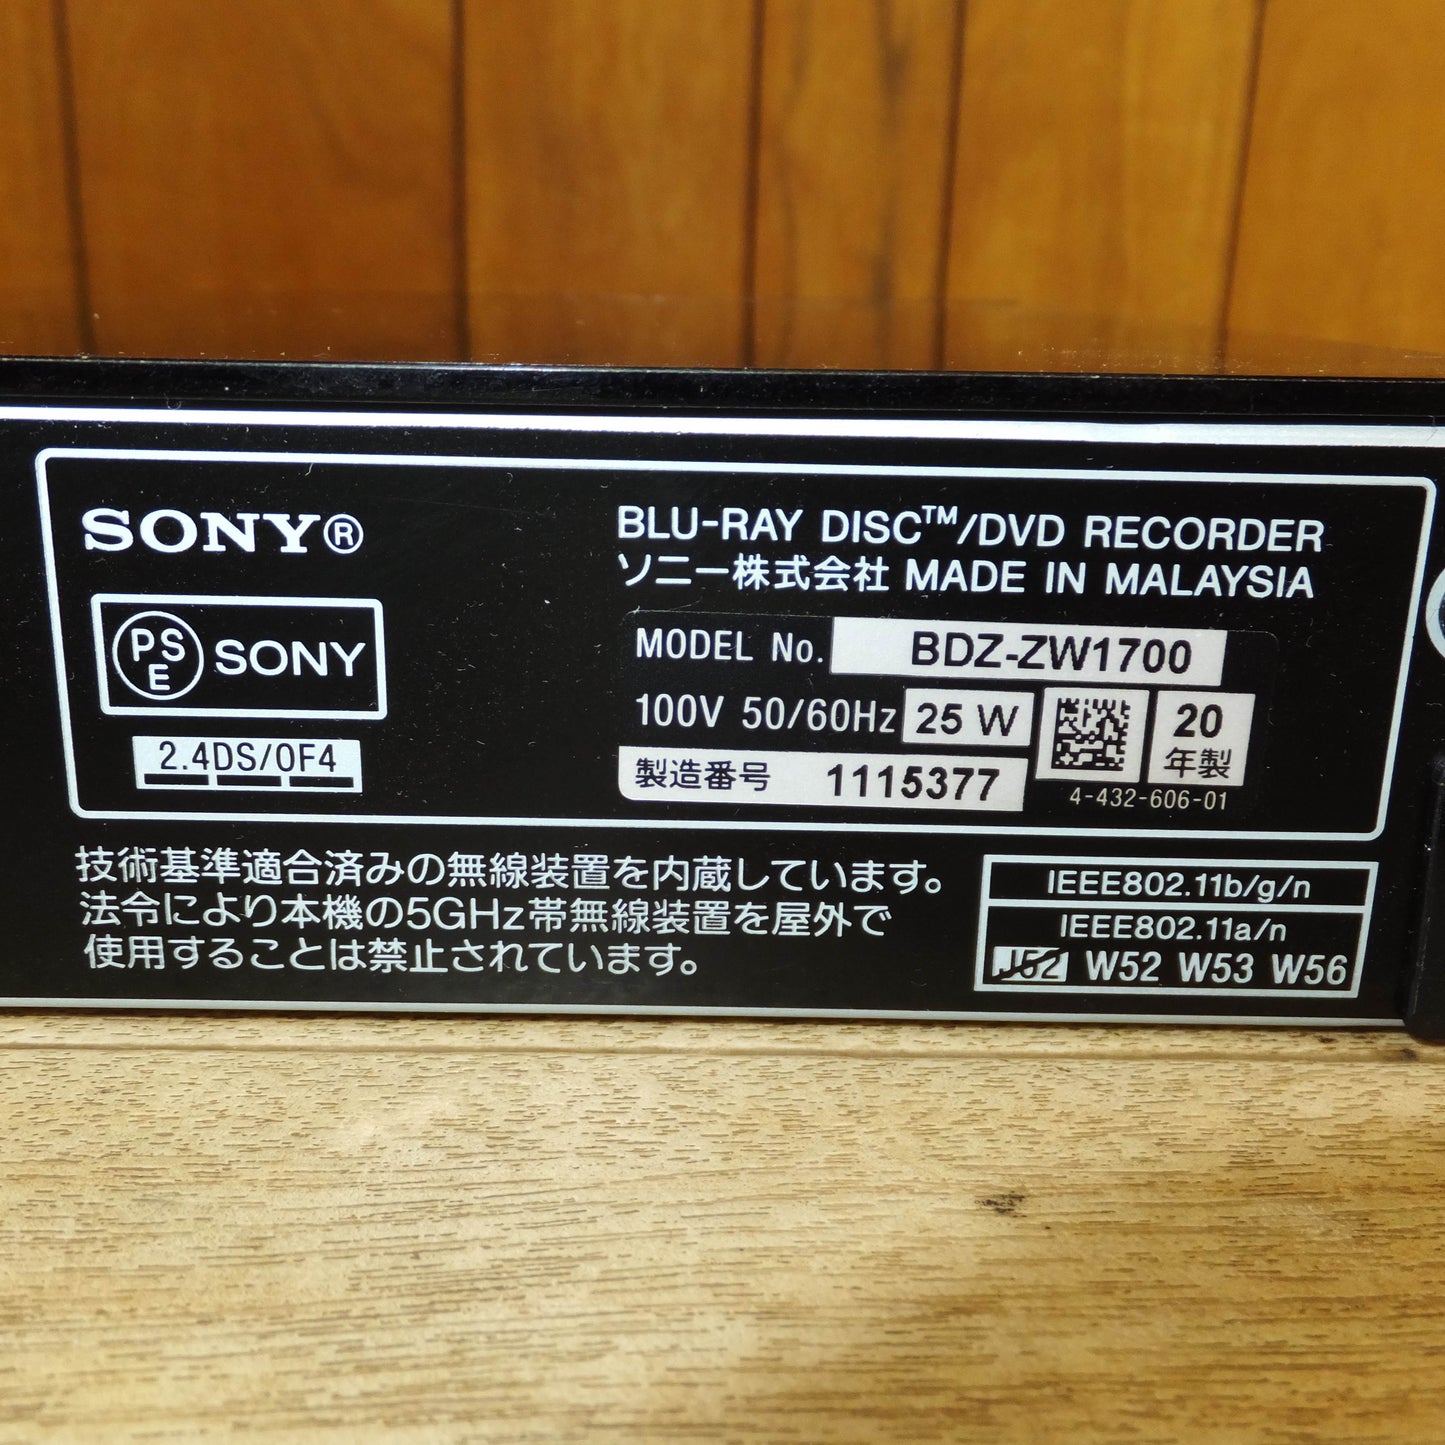 SONY®
PSE SONY
2.4DS/OF4
BLU-RAY DISC™/DVD RECORDER
ソニー株式会社 MADE IN MALAYSIA
MODEL No. BDZ-ZW1700
100V 50/60Hz 25 W
20
年製
製造番号 1115377
4-432-606-01
技術基準適合済みの無線装置を内蔵しています。
法令により本機の5GHz帯無線装置を屋外で
使用することは禁止されています。
IEEE802.11b/g/n
IEEE802.11a/n
J52 W52 W53 W56